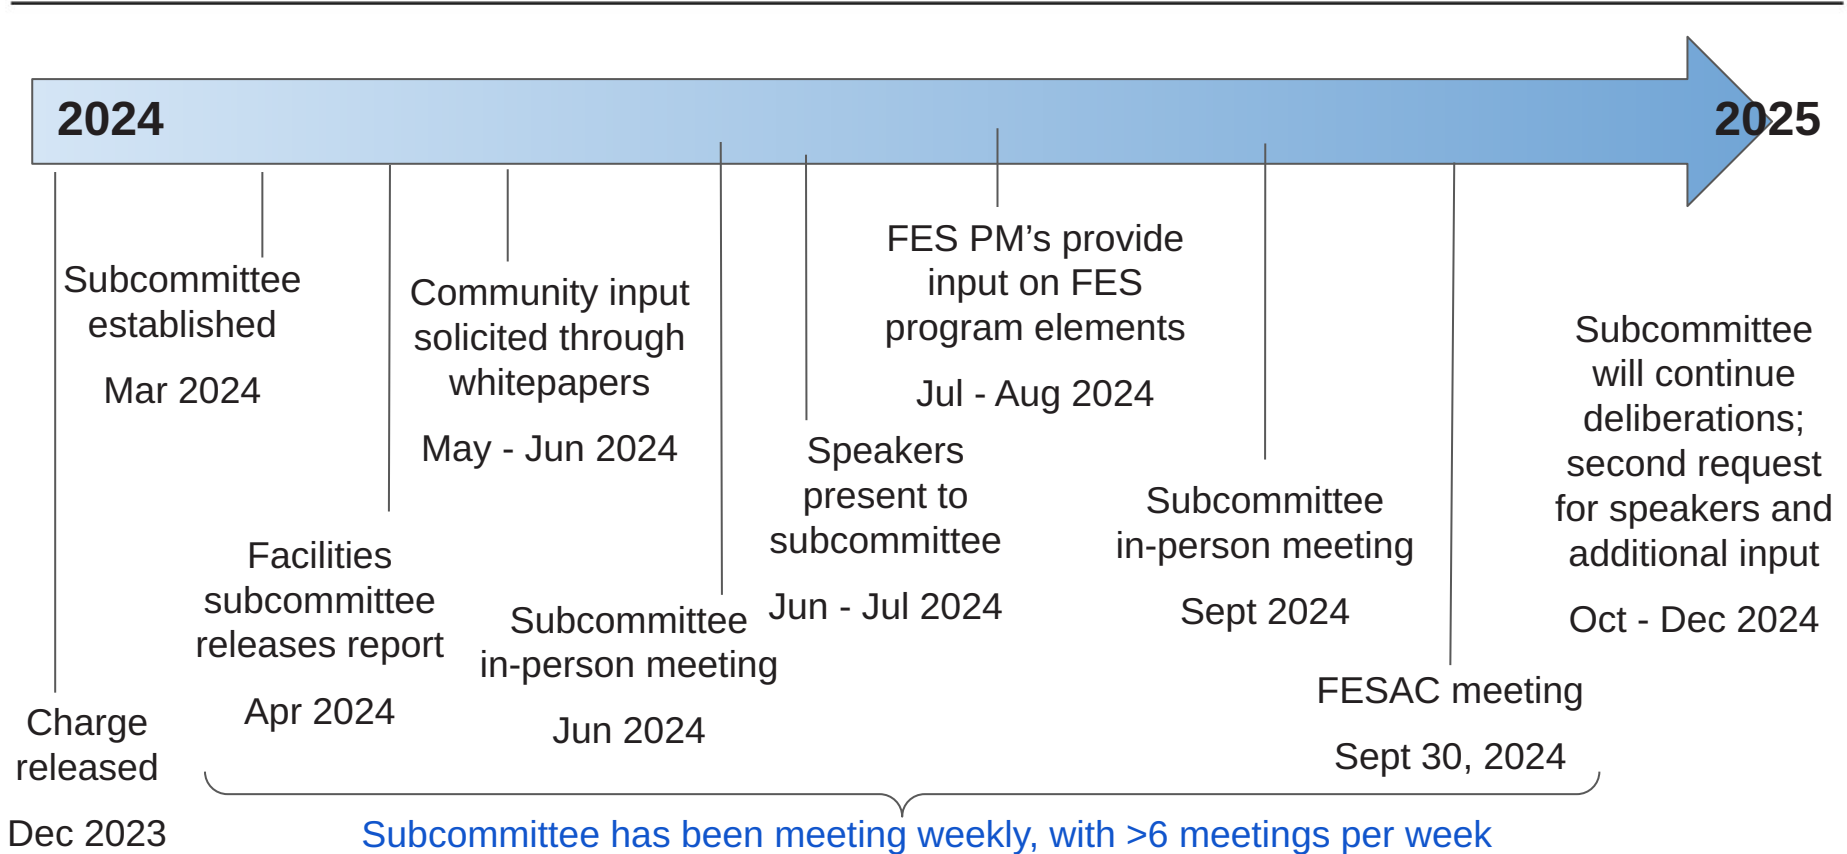 2024
2025
Charge
released
Dec 2023
Subcommittee
established
Mar 2024
Facilities
subcommittee
releases report
Apr 2024
Community input
solicited through
whitepapers
May - Jun 2024
Subcommittee
in-person meeting
Jun 2024
Speakers
present to
subcommittee
Jun - Jul 2024
FES PM’s provide
input on FES
program elements
Jul - Aug 2024
Subcommittee
in-person meeting
Sept 2024
FESAC meeting
Sept 30, 2024
Subcommittee
will continue
deliberations;
second request
for speakers and
additional input
Oct - Dec 2024
Subcommittee has been meeting weekly, with >6 meetings per week